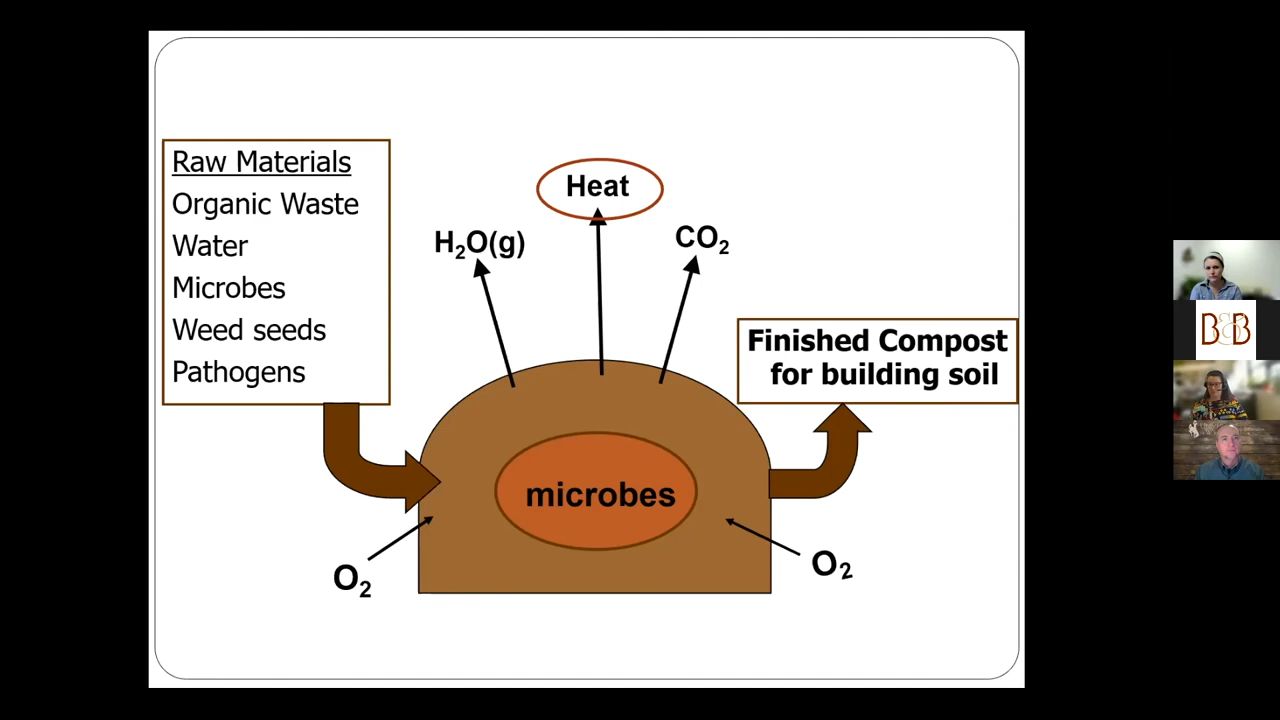 Raw Materials
Organic Waste
Water
Microbes
Weed seeds
Pathogens
Heat
H₂O(g)
CO₂
Finished Compost
for building soil
microbes
O₂
O₂
B&B